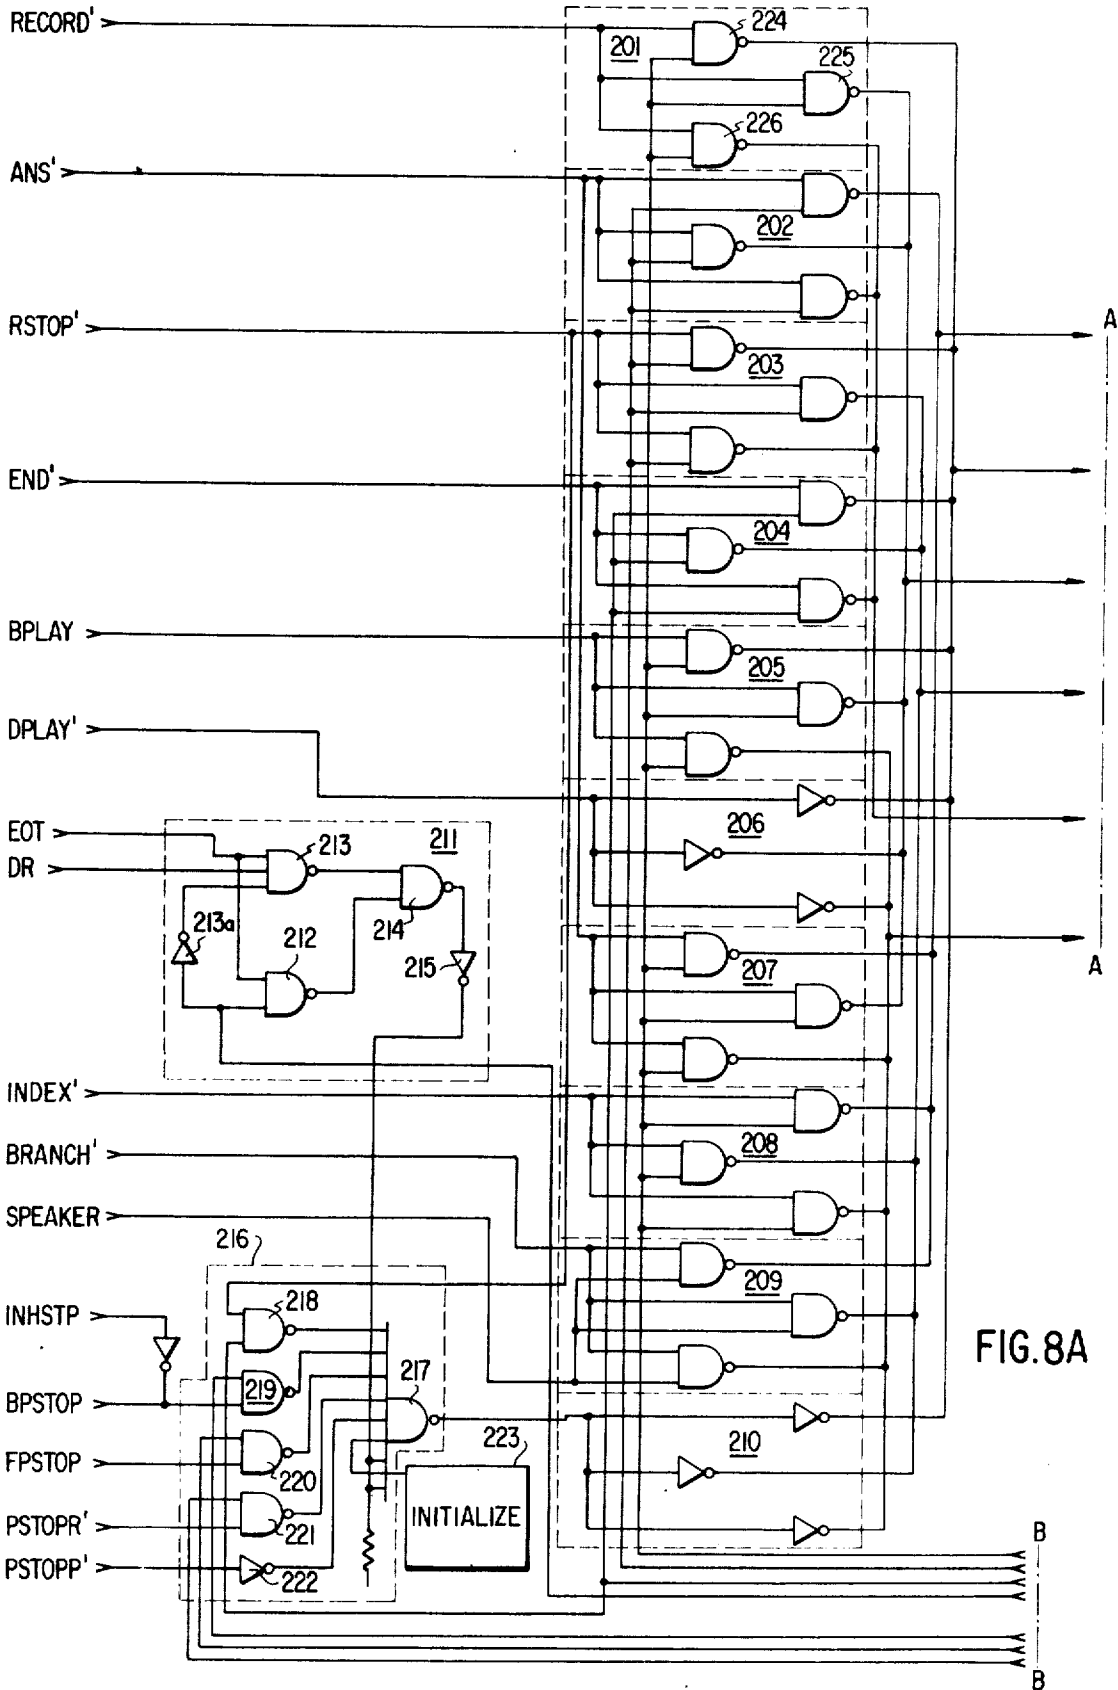 RECORD'
224
201
225
226
ANS'
202
A
RSTOP'
203
END'
204
BPLAY
205
DPLAY'
206
EOT
213
211
DR
213a
212
214
215
207
A
INDEX'
208
BRANCH'
SPEAKER
216
209
INHSTP
218
FIG.8A
217
BPSTOP
219
210
223
FPSTOP
220
INITIALIZE
PSTOPR'
221
B
PSTOPP'
222
B